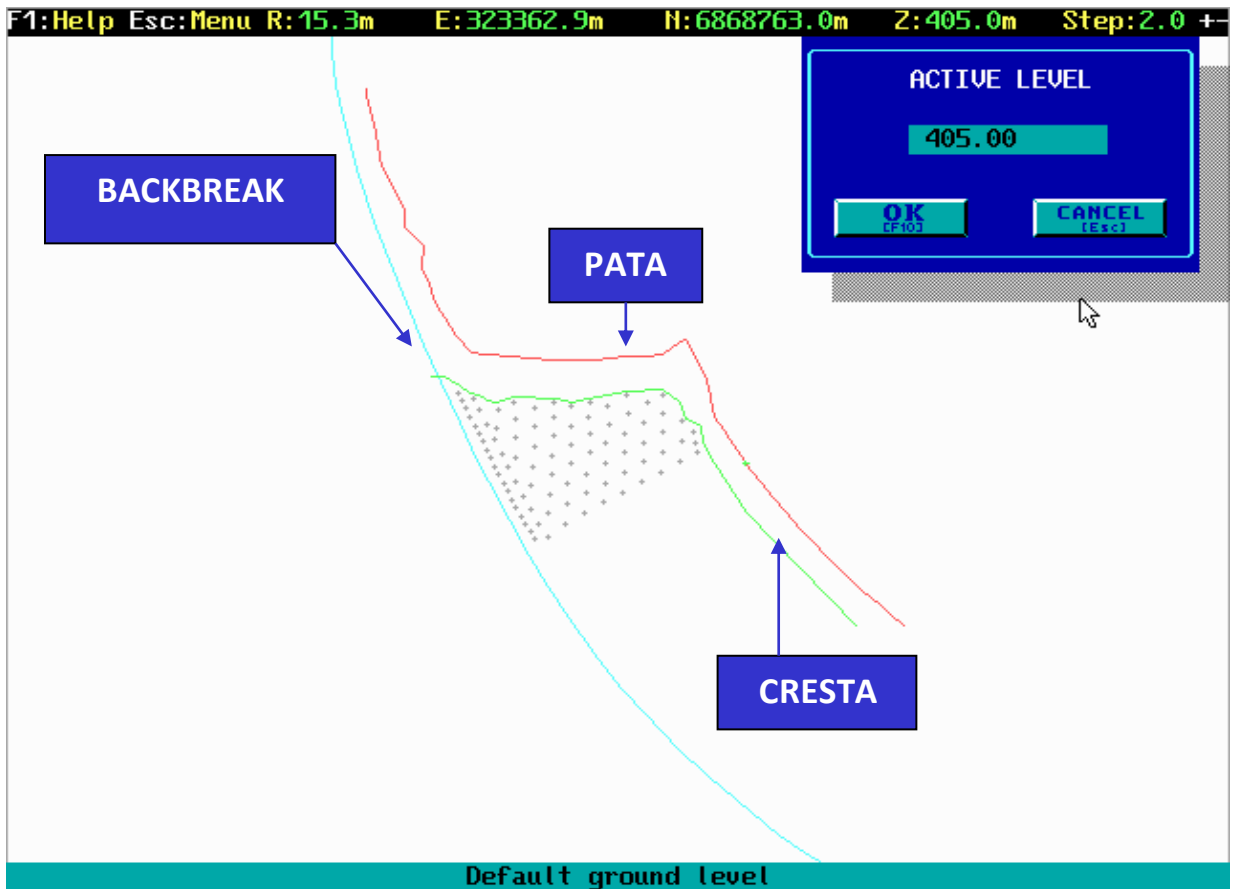 F1:Help Esc:Menu R:15.3m E:323362.9m N:6868763.0m Z:405.0m Step:2.0 +-
ACTIVE LEVEL
405.00
OK CANCEL
[F10] [Esc]
BACKBREAK
PATA
CRESTA
Default ground level